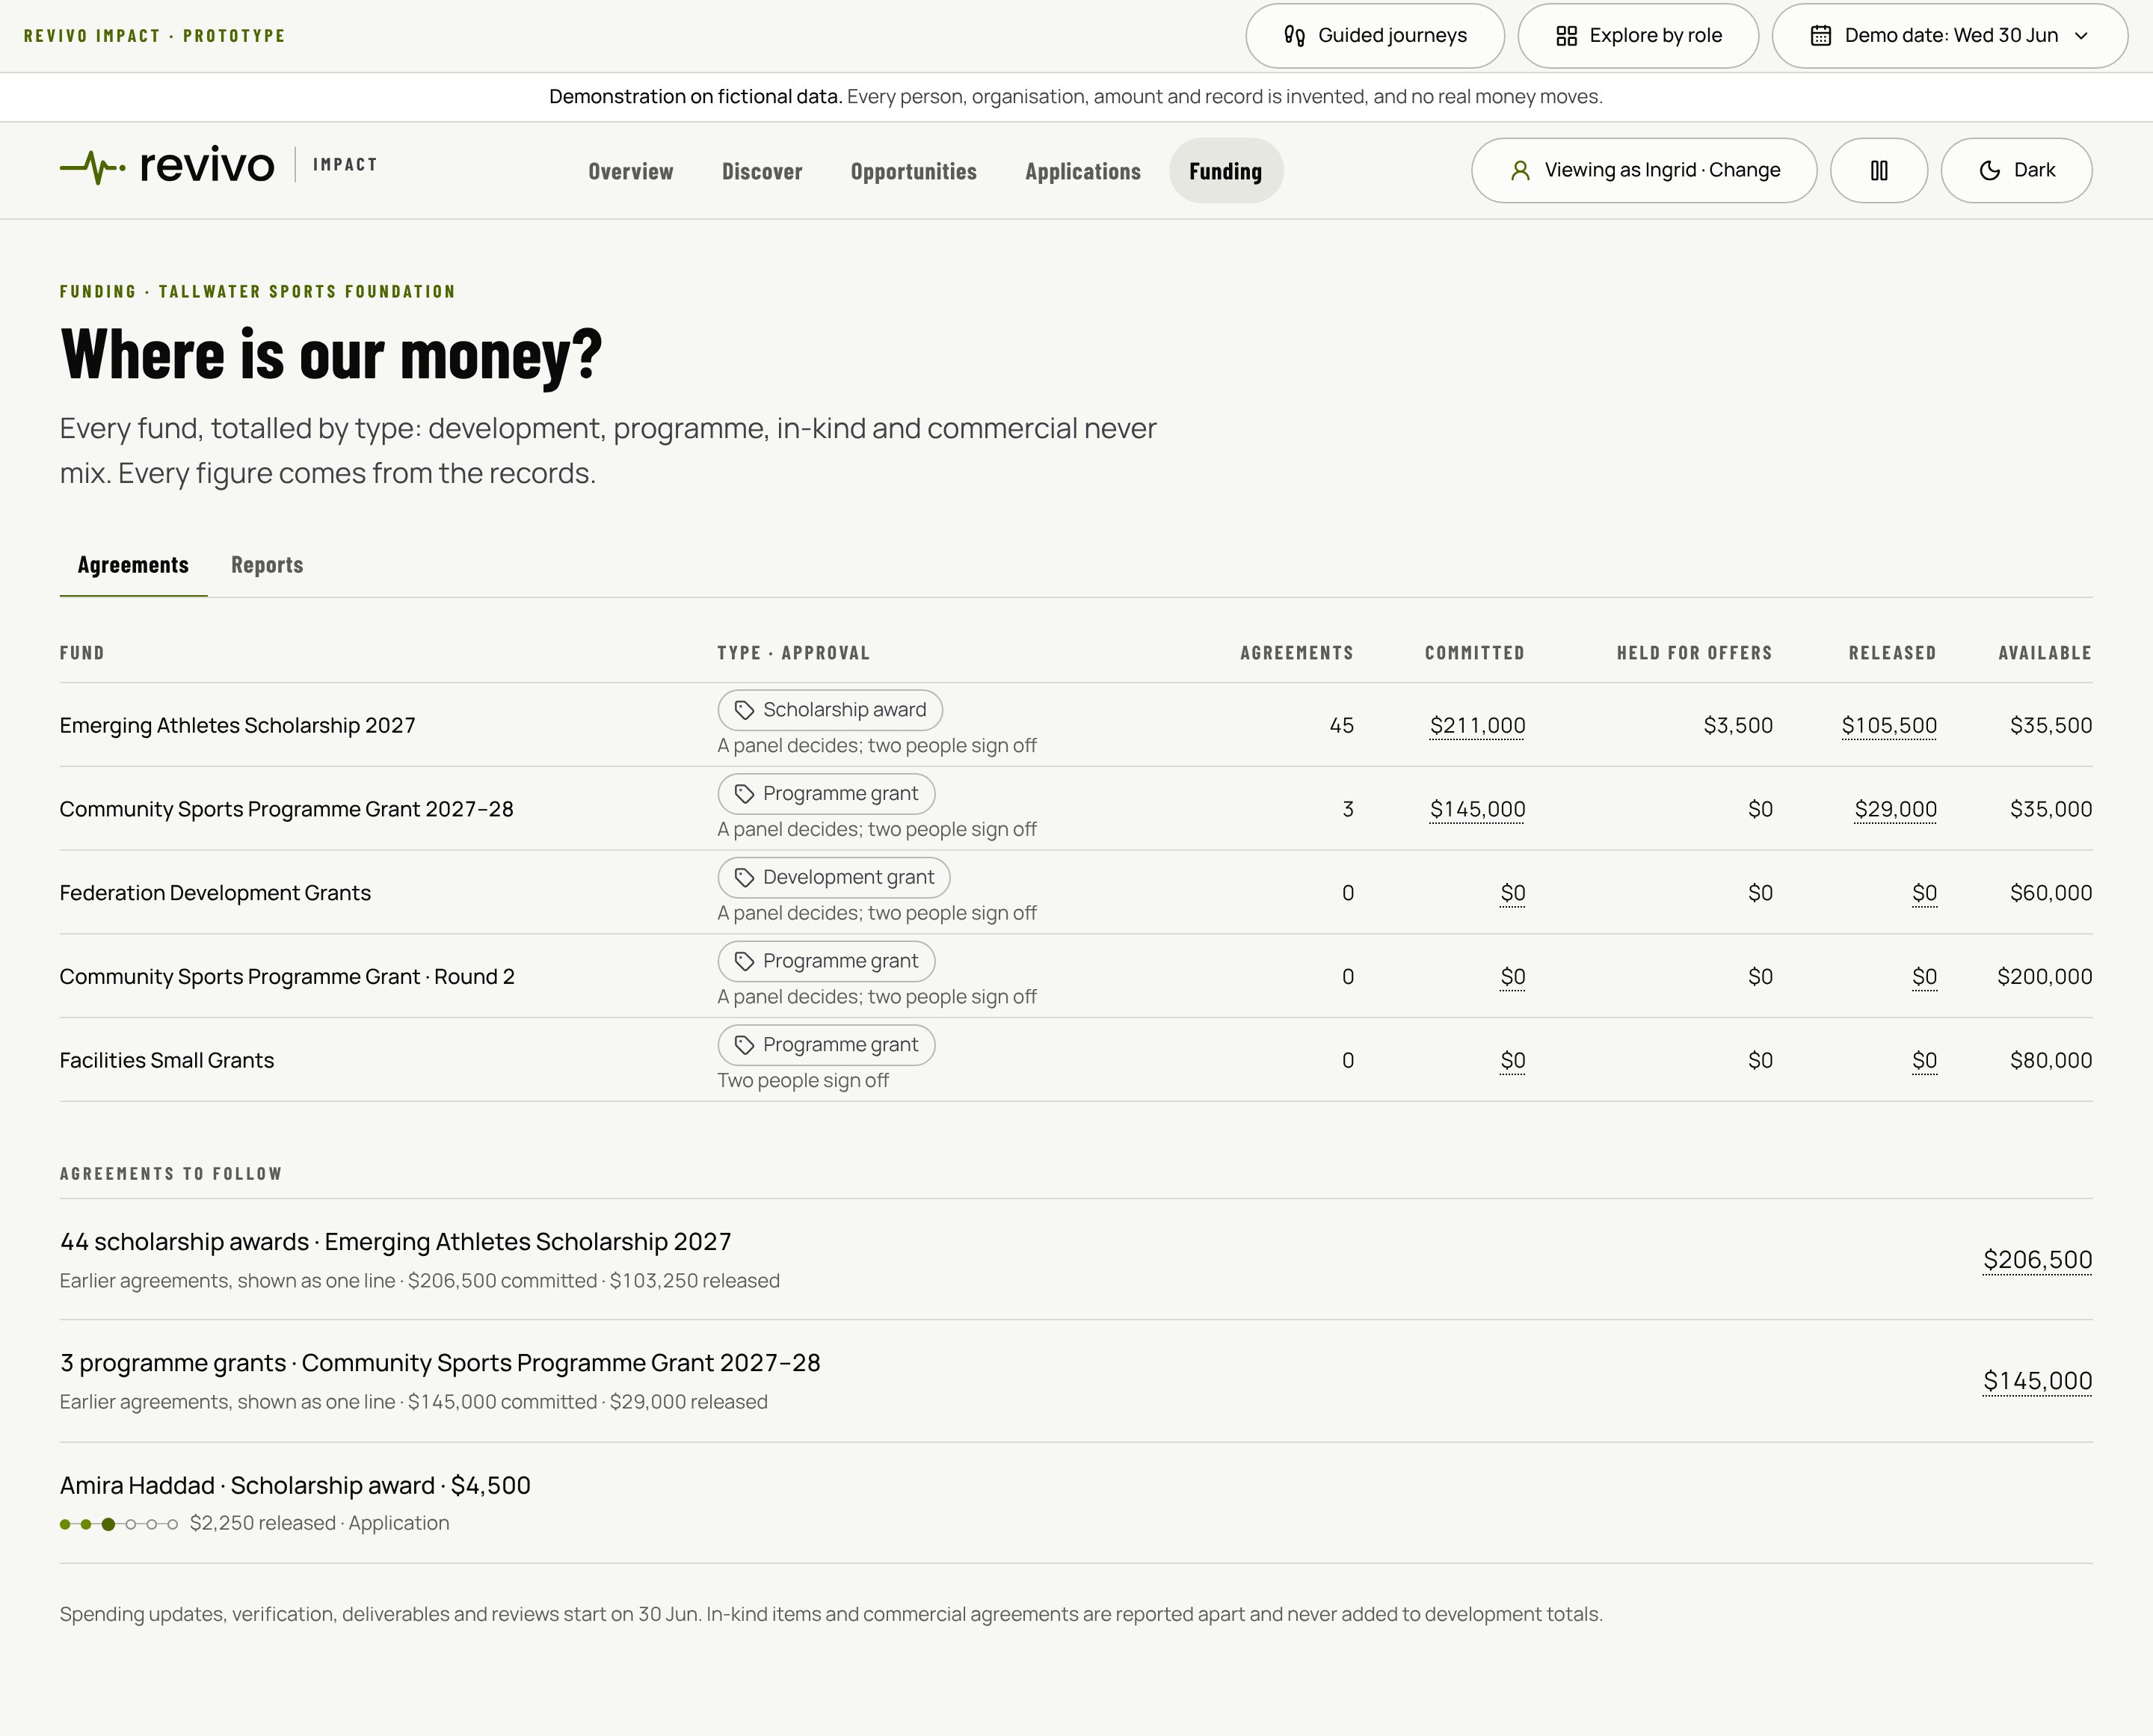 REVIVO IMPACT · PROTOTYPE
Guided journeys
Explore by role
Demo date: Wed 30 Jun
Demonstration on fictional data. Every person, organisation, amount and record is invented, and no real money moves.
revivo IMPACT
Overview
Discover
Opportunities
Applications
Funding
Viewing as Ingrid · Change
Dark
FUNDING · TALLWATER SPORTS FOUNDATION
Where is our money?
Every fund, totalled by type: development, programme, in-kind and commercial never
mix. Every figure comes from the records.
Agreements
Reports
FUND TYPE · APPROVAL AGREEMENTS COMMITTED HELD FOR OFFERS RELEASED AVAILABLE
Emerging Athletes Scholarship 2027 Scholarship award 45 $211,000 $3,500 $105,500 $35,500
A panel decides; two people sign off
Community Sports Programme Grant 2027–28 Programme grant 3 $145,000 $0 $29,000 $35,000
A panel decides; two people sign off
Federation Development Grants Development grant 0 $0 $0 $0 $60,000
A panel decides; two people sign off
Community Sports Programme Grant · Round 2 Programme grant 0 $0 $0 $0 $200,000
A panel decides; two people sign off
Facilities Small Grants Programme grant 0 $0 $0 $0 $80,000
Two people sign off
AGREEMENTS TO FOLLOW
44 scholarship awards · Emerging Athletes Scholarship 2027
Earlier agreements, shown as one line · $206,500 committed · $103,250 released
$206,500
3 programme grants · Community Sports Programme Grant 2027–28
Earlier agreements, shown as one line · $145,000 committed · $29,000 released
$145,000
Amira Haddad · Scholarship award · $4,500
$2,250 released · Application
Spending updates, verification, deliverables and reviews start on 30 Jun. In-kind items and commercial agreements are reported apart and never added to development totals.